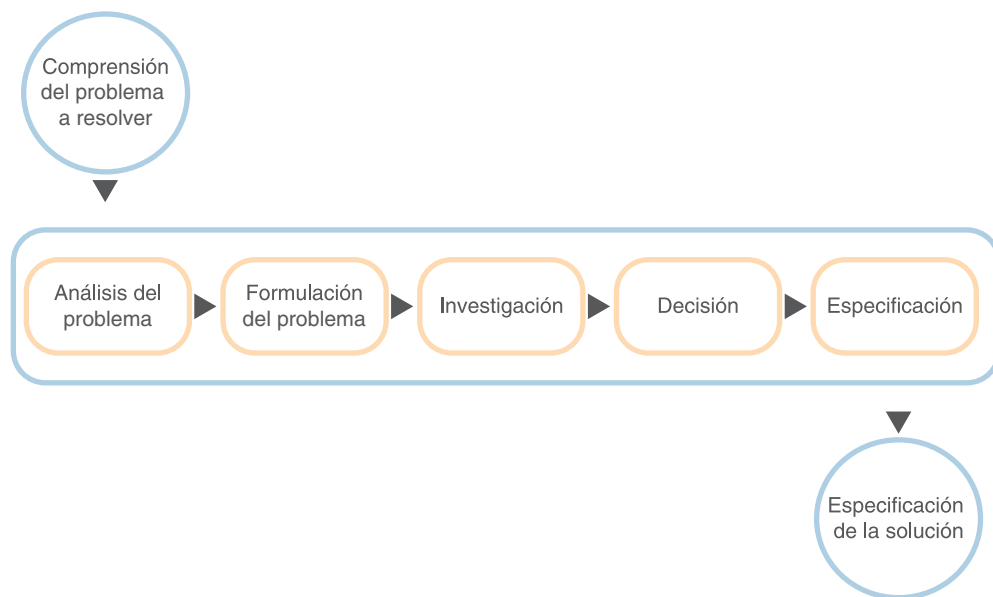 Comprensión
del problema
a resolver
Análisis del
problema
Formulación
del problema
Investigación
Decisión
Especificación
Especificación
de la solución